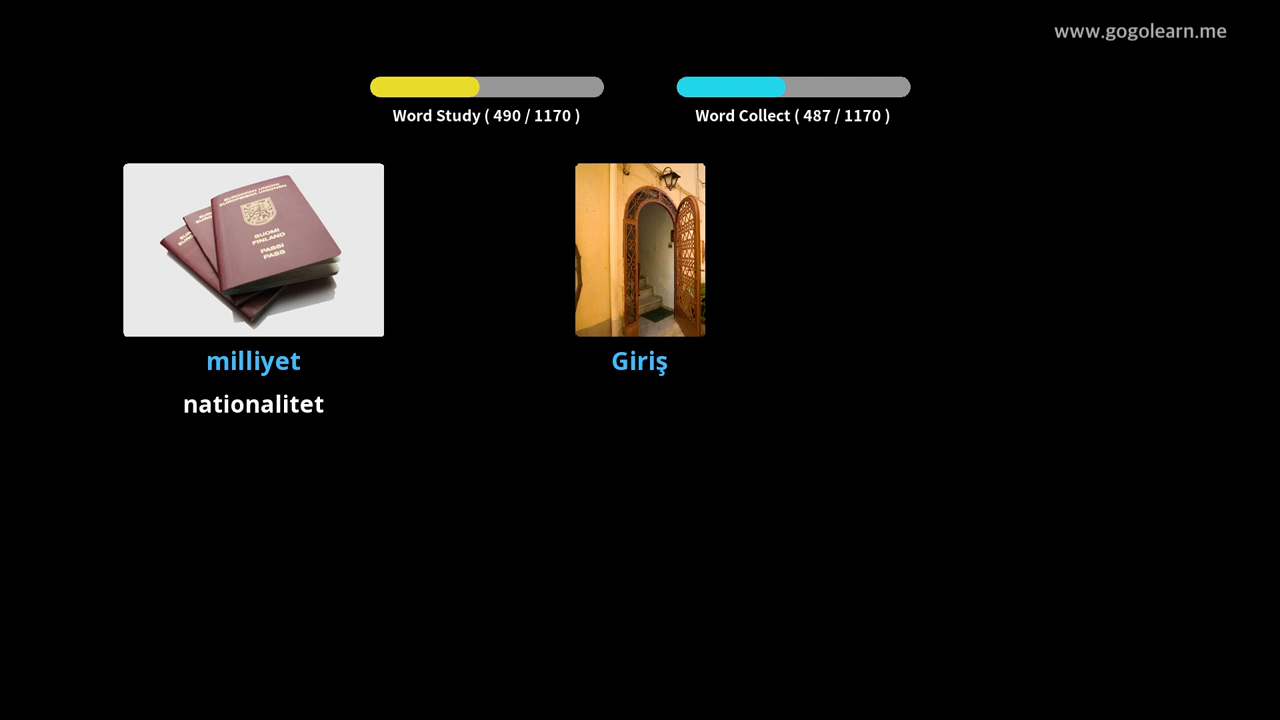 www.gogolearn.me
Word Study ( 490 / 1170 )
Word Collect ( 487 / 1170 )
SUOMI
FINLAND
PASSI
PASS
milliyet
Giriş
nationalitet